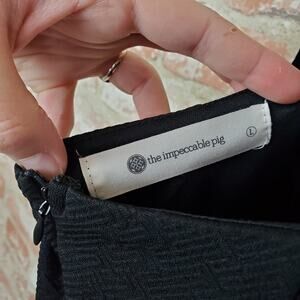 the impeccable pig
L